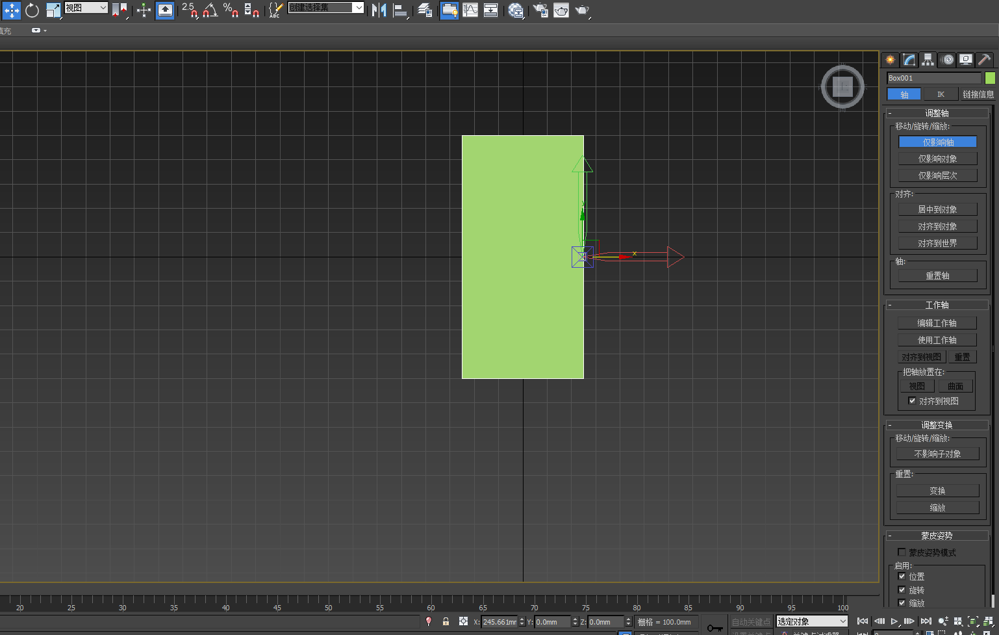 视图
2.5
%
ABC
创建选择集
填充
Box001
轴
IK
链接信息
- 调整轴
移动/旋转/缩放:
仅影响轴
仅影响对象
仅影响层次
对齐:
居中到对象
对齐到对象
对齐到世界
轴:
重置轴
- 工作轴
编辑工作轴
使用工作轴
对齐到视图 重置
把轴放置在:
视图 曲面
对齐到视图
- 调整变换
移动/旋转/缩放:
不影响子对象
重置:
变换
缩放
- 蒙皮姿势
蒙皮姿势模式
启用:
位置
旋转
缩放
x
20 25 30 35 40 45 50 55 60 65 70 75 80 85 90 95 100
X: 245.661mm Y: 0.0mm Z: 0.0mm 栅格 = 100.0mm 自动关键点 选定对象